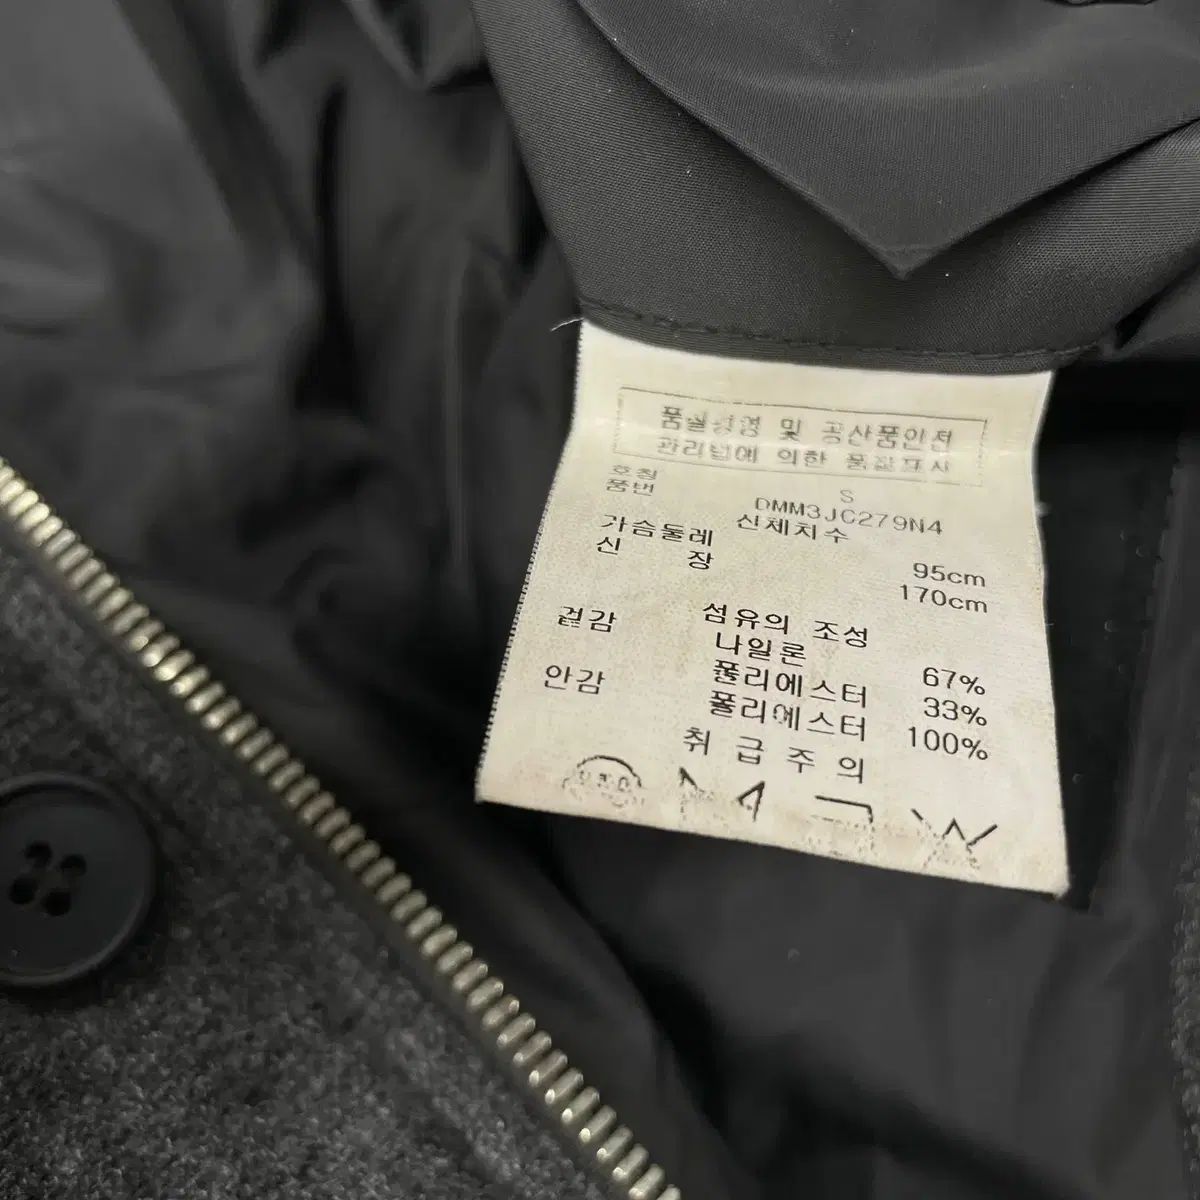 품질경영 및 공산품안전
관리법에 의한 품질표시
호칭 S
품번 DMM3JC279N4
신체치수
가슴둘레 95cm
신 장 170cm
섬유의 조성
겉감 나일론 67%
폴리에스터 33%
안감 폴리에스터 100%
취 급 주 의